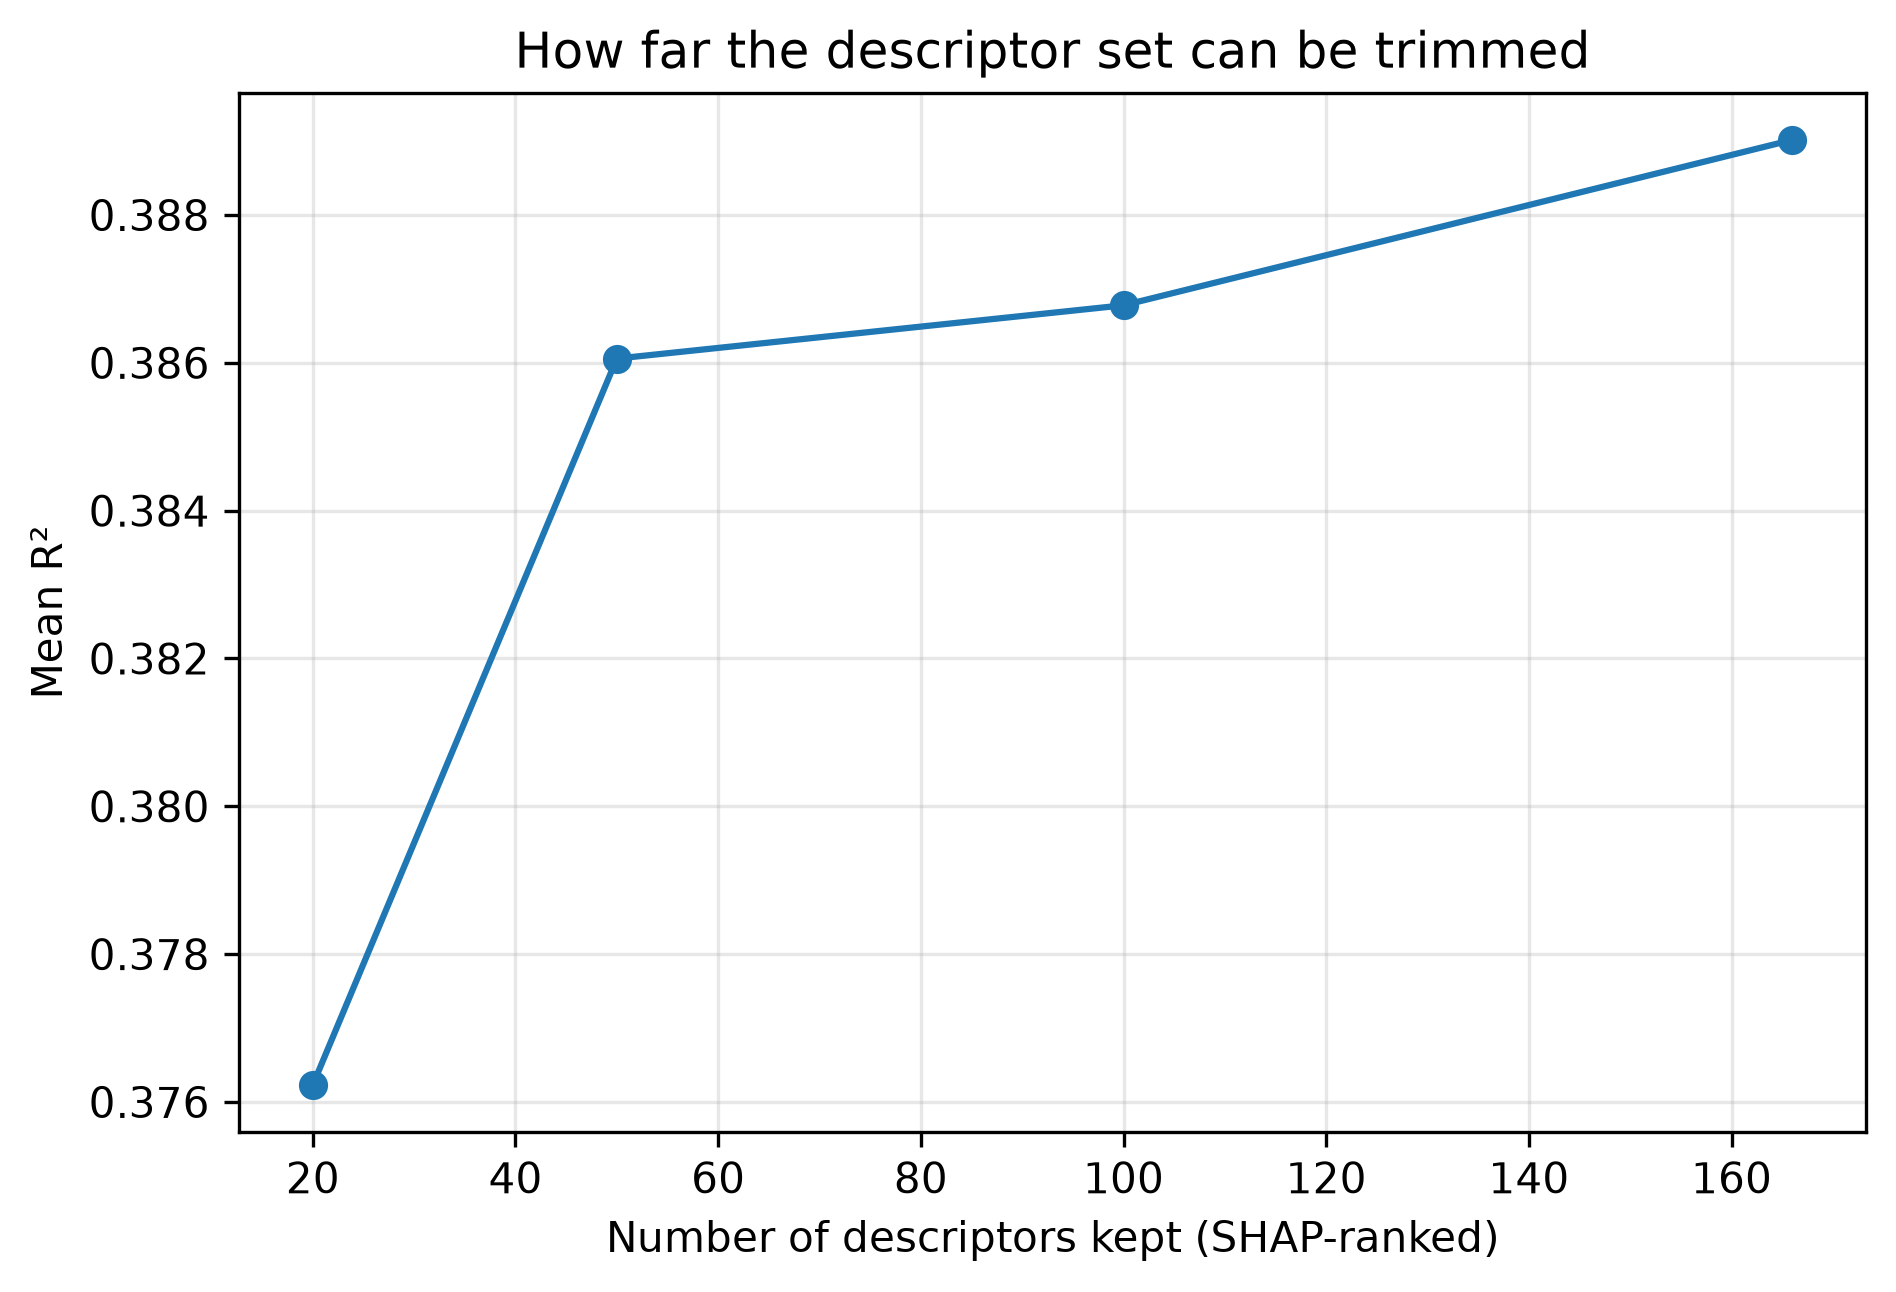 How far the descriptor set can be trimmed
0.388
0.386
0.384
0.382
0.380
0.378
0.376
Mean R²
20 40 60 80 100 120 140 160
Number of descriptors kept (SHAP-ranked)